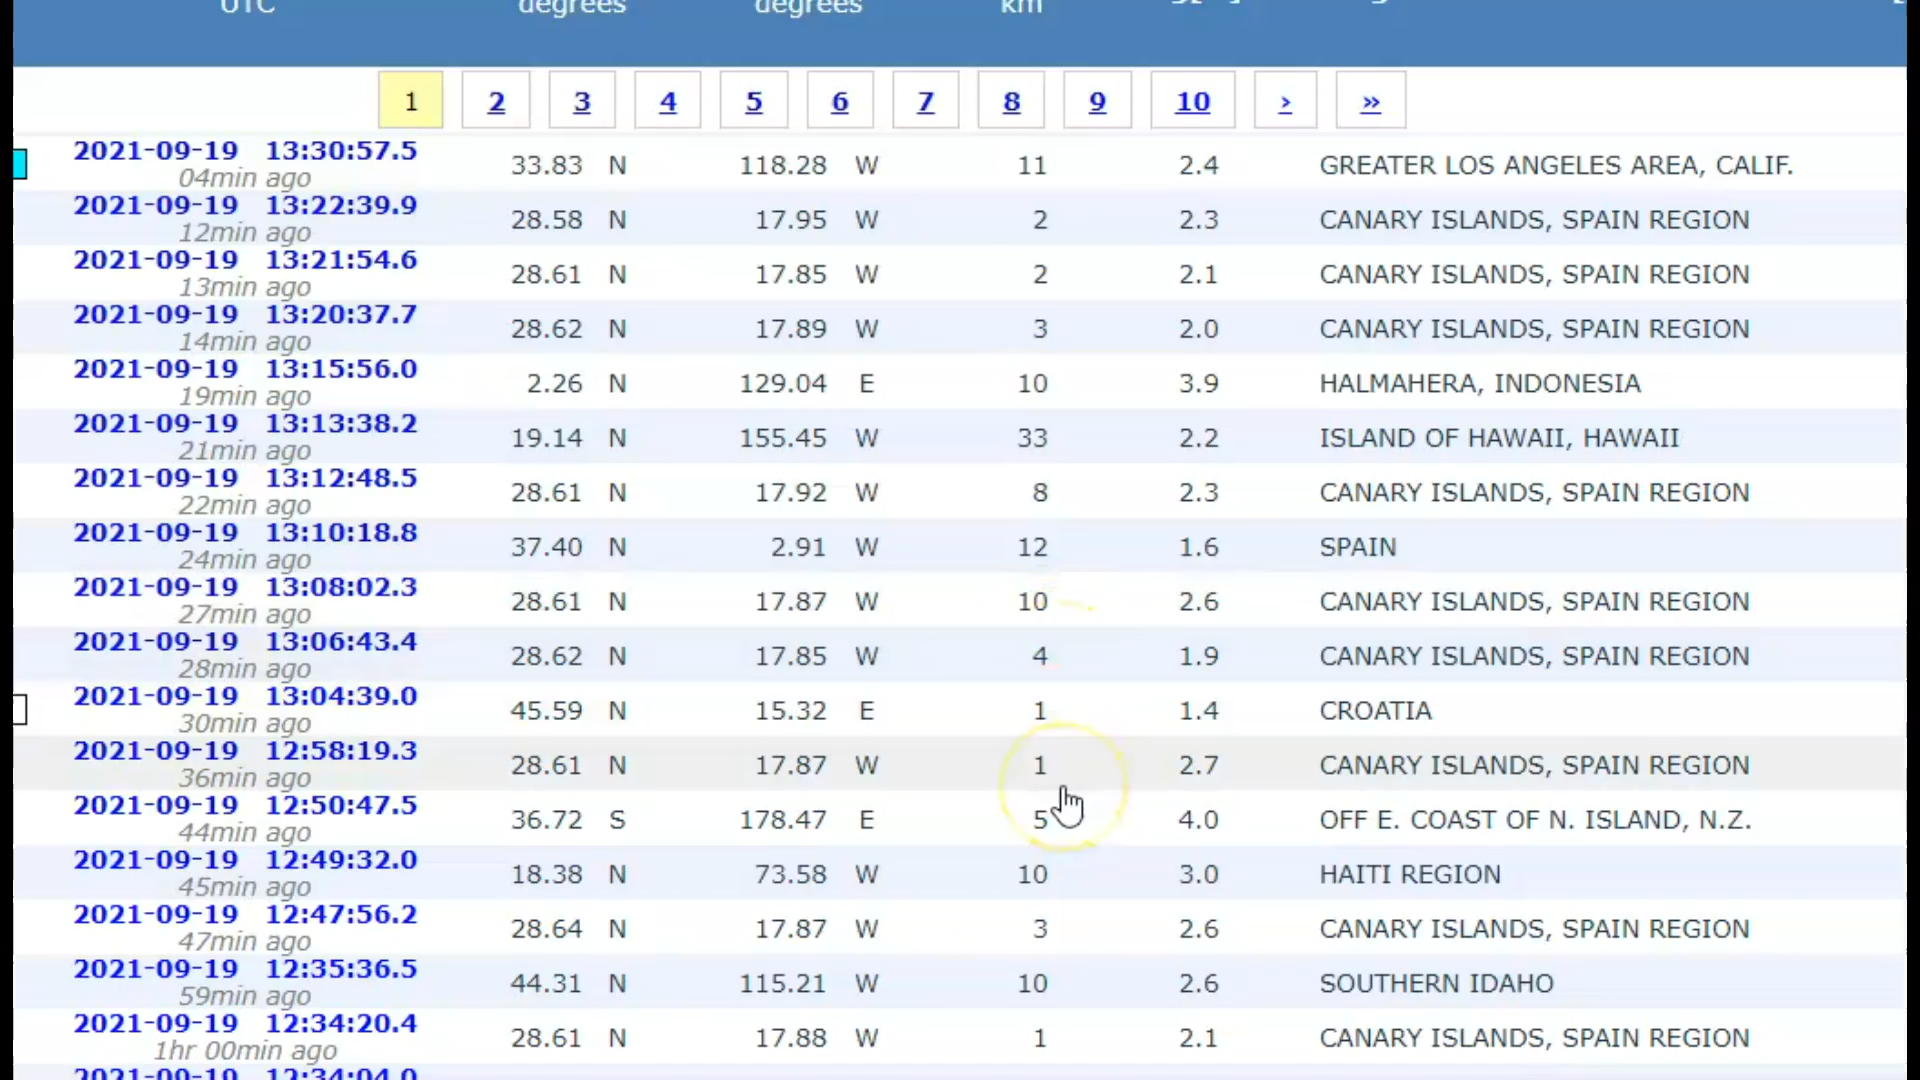 UTC degrees degrees km
1 2 3 4 5 6 7 8 9 10 › »
2021-09-19 13:30:57.5
04min ago
33.83 N 118.28 W 11 2.4 GREATER LOS ANGELES AREA, CALIF.
2021-09-19 13:22:39.9
12min ago
28.58 N 17.95 W 2 2.3 CANARY ISLANDS, SPAIN REGION
2021-09-19 13:21:54.6
13min ago
28.61 N 17.85 W 2 2.1 CANARY ISLANDS, SPAIN REGION
2021-09-19 13:20:37.7
14min ago
28.62 N 17.89 W 3 2.0 CANARY ISLANDS, SPAIN REGION
2021-09-19 13:15:56.0
19min ago
2.26 N 129.04 E 10 3.9 HALMAHERA, INDONESIA
2021-09-19 13:13:38.2
21min ago
19.14 N 155.45 W 33 2.2 ISLAND OF HAWAII, HAWAII
2021-09-19 13:12:48.5
22min ago
28.61 N 17.92 W 8 2.3 CANARY ISLANDS, SPAIN REGION
2021-09-19 13:10:18.8
24min ago
37.40 N 2.91 W 12 1.6 SPAIN
2021-09-19 13:08:02.3
27min ago
28.61 N 17.87 W 10 2.6 CANARY ISLANDS, SPAIN REGION
2021-09-19 13:06:43.4
28min ago
28.62 N 17.85 W 4 1.9 CANARY ISLANDS, SPAIN REGION
2021-09-19 13:04:39.0
30min ago
45.59 N 15.32 E 1 1.4 CROATIA
2021-09-19 12:58:19.3
36min ago
28.61 N 17.87 W 1 2.7 CANARY ISLANDS, SPAIN REGION
2021-09-19 12:50:47.5
44min ago
36.72 S 178.47 E 5 4.0 OFF E. COAST OF N. ISLAND, N.Z.
2021-09-19 12:49:32.0
45min ago
18.38 N 73.58 W 10 3.0 HAITI REGION
2021-09-19 12:47:56.2
47min ago
28.64 N 17.87 W 3 2.6 CANARY ISLANDS, SPAIN REGION
2021-09-19 12:35:36.5
59min ago
44.31 N 115.21 W 10 2.6 SOUTHERN IDAHO
2021-09-19 12:34:20.4
1hr 00min ago
28.61 N 17.88 W 1 2.1 CANARY ISLANDS, SPAIN REGION
2021-09-19 12:34:04.0